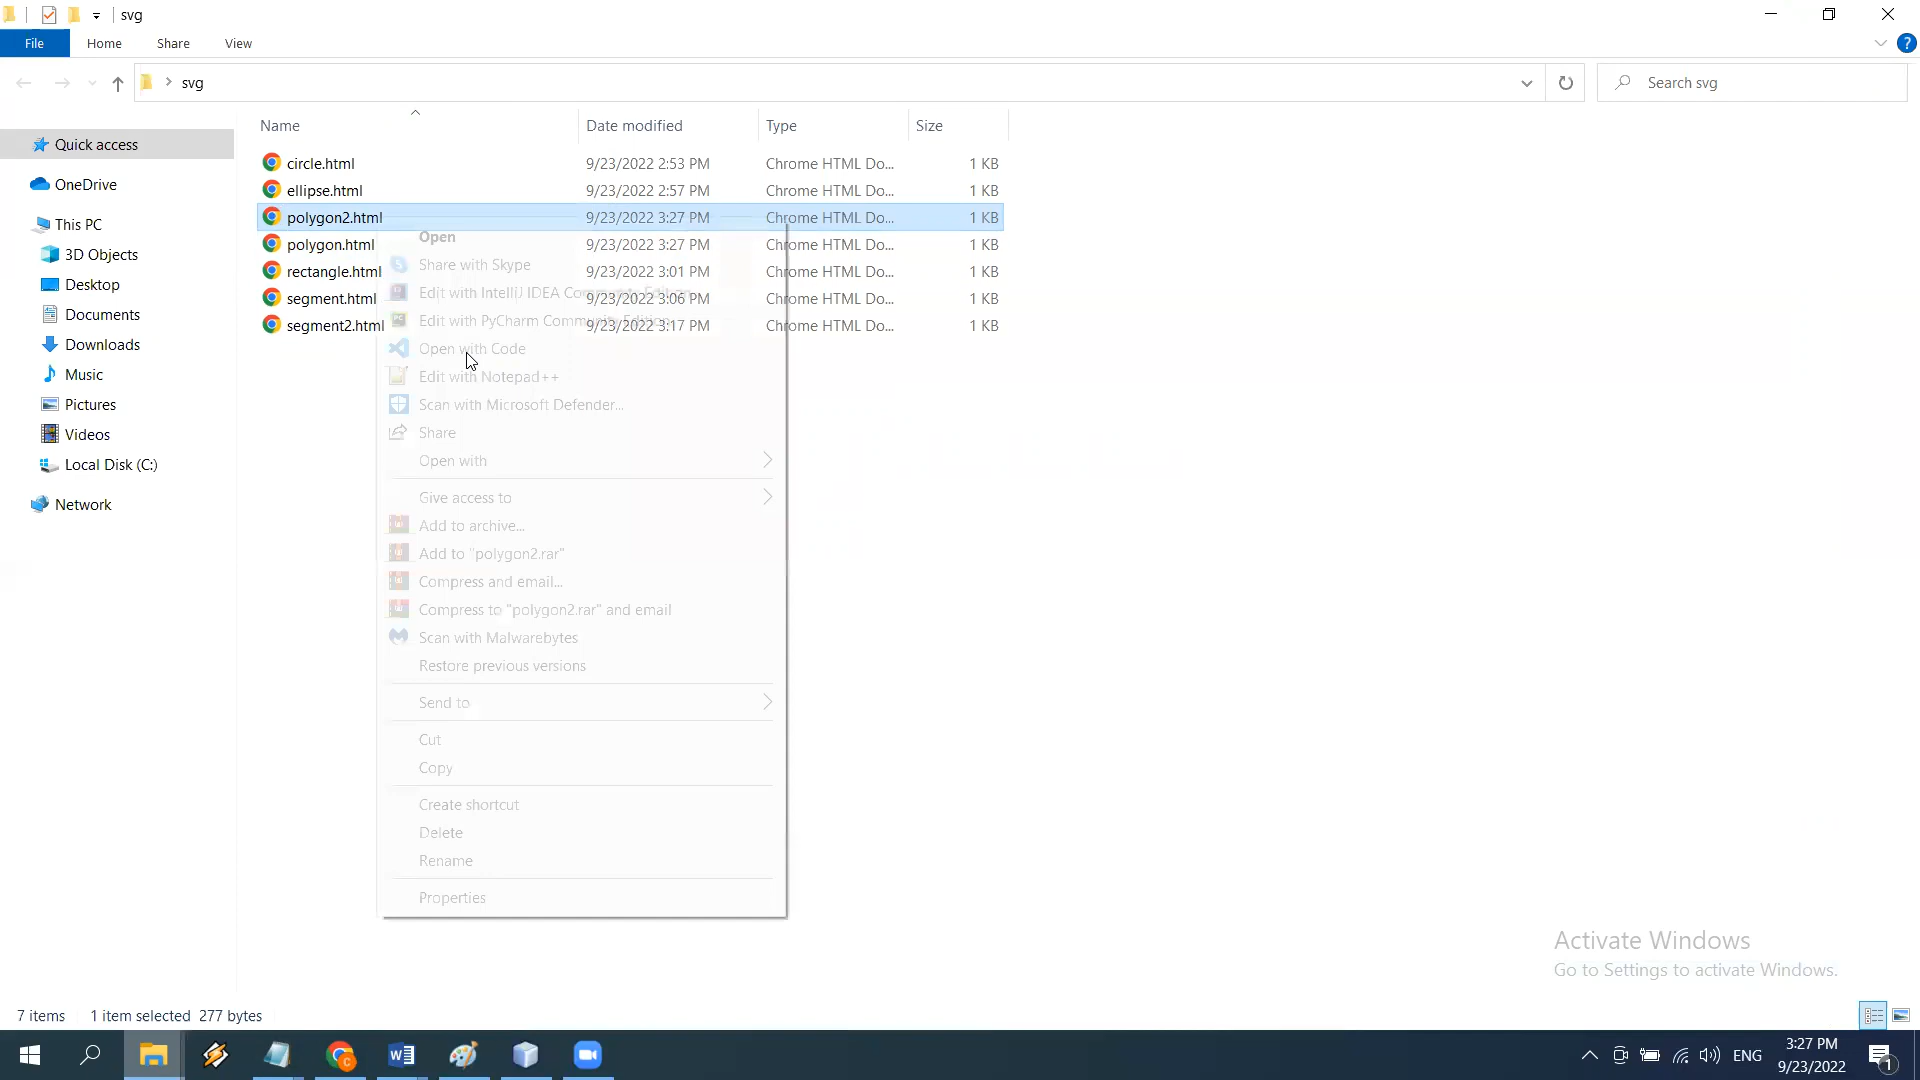 svg
File Home Share View
svg
Search svg
Name Date modified Type Size
Quick access
OneDrive
This PC
3D Objects
Desktop
Documents
Downloads
Music
Pictures
Videos
Local Disk (C:)
Network
circle.html 9/23/2022 2:53 PM Chrome HTML Do... 1 KB
ellipse.html 9/23/2022 2:57 PM Chrome HTML Do... 1 KB
polygon2.html 9/23/2022 3:27 PM Chrome HTML Do... 1 KB
polygon.html 9/23/2022 3:27 PM Chrome HTML Do... 1 KB
rectangle.html 9/23/2022 3:01 PM Chrome HTML Do... 1 KB
segment.html 9/23/2022 3:06 PM Chrome HTML Do... 1 KB
segment2.html 9/23/2022 3:17 PM Chrome HTML Do... 1 KB
Open
Share with Skype
Edit with IntelliJ IDEA Community Edition
Edit with PyCharm Community Edition
Open with Code
Edit with Notepad++
Scan with Microsoft Defender...
Share
Open with
Give access to
Add to archive...
Add to "polygon2.rar"
Compress and email...
Compress to "polygon2.rar" and email
Scan with Malwarebytes
Restore previous versions
Send to
Cut
Copy
Create shortcut
Delete
Rename
Properties
Activate Windows
Go to Settings to activate Windows.
7 items 1 item selected 277 bytes
ENG
3:27 PM
9/23/2022
1